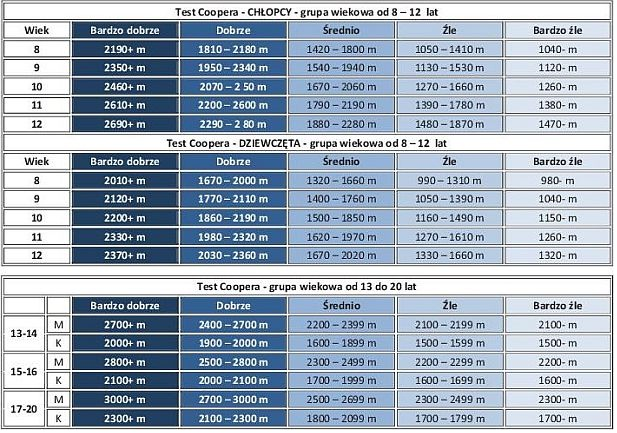 Test Coopera - CHŁOPCY - grupa wiekowa od 8 – 12 lat
Wiek Bardzo dobrze Dobrze Średnio Źle Bardzo źle
8 2190+ m 1810 – 2180 m 1420 – 1800 m 1050 – 1410 m 1040- m
9 2350+ m 1950 – 2340 m 1540 – 1940 m 1130 – 1530 m 1120- m
10 2460+ m 2070 – 2 50 m 1670 – 2060 m 1270 – 1660 m 1260- m
11 2610+ m 2200 – 2600 m 1790 – 2190 m 1390 – 1780 m 1380- m
12 2690+ m 2290 – 2 80 m 1880 – 2280 m 1480 – 1870 m 1470- m
Test Coopera - DZIEWCZĘTA - grupa wiekowa od 8 – 12 lat
Wiek Bardzo dobrze Dobrze Średnio Źle Bardzo źle
8 2010+ m 1670 – 2000 m 1320 – 1660 m 990 – 1310 m 980- m
9 2120+ m 1770 – 2110 m 1400 – 1760 m 1050 – 1390 m 1040- m
10 2200+ m 1860 – 2190 m 1500 – 1850 m 1160 – 1490 m 1150- m
11 2330+ m 1980 – 2320 m 1620 – 1970 m 1270 – 1610 m 1260- m
12 2370+ m 2030 – 2360 m 1670 – 2020 m 1330 – 1660 m 1320- m
Test Coopera - grupa wiekowa od 13 do 20 lat
Bardzo dobrze Dobrze Średnio Źle Bardzo źle
13-14 M 2700+ m 2400 – 2700 m 2200 – 2399 m 2100 – 2199 m 2100- m
K 2000+ m 1900 – 2000 m 1600 – 1899 m 1500 – 1599 m 1500- m
15-16 M 2800+ m 2500 – 2800 m 2300 – 2499 m 2200 – 2299 m 2200- m
K 2100+ m 2000 – 2100 m 1700 – 1999 m 1600 – 1699 m 1600- m
17-20 M 3000+ m 2700 – 3000 m 2500 – 2699 m 2300 – 2499 m 2300- m
K 2300+ m 2100 – 2300 m 1800 – 2099 m 1700 – 1799 m 1700- m